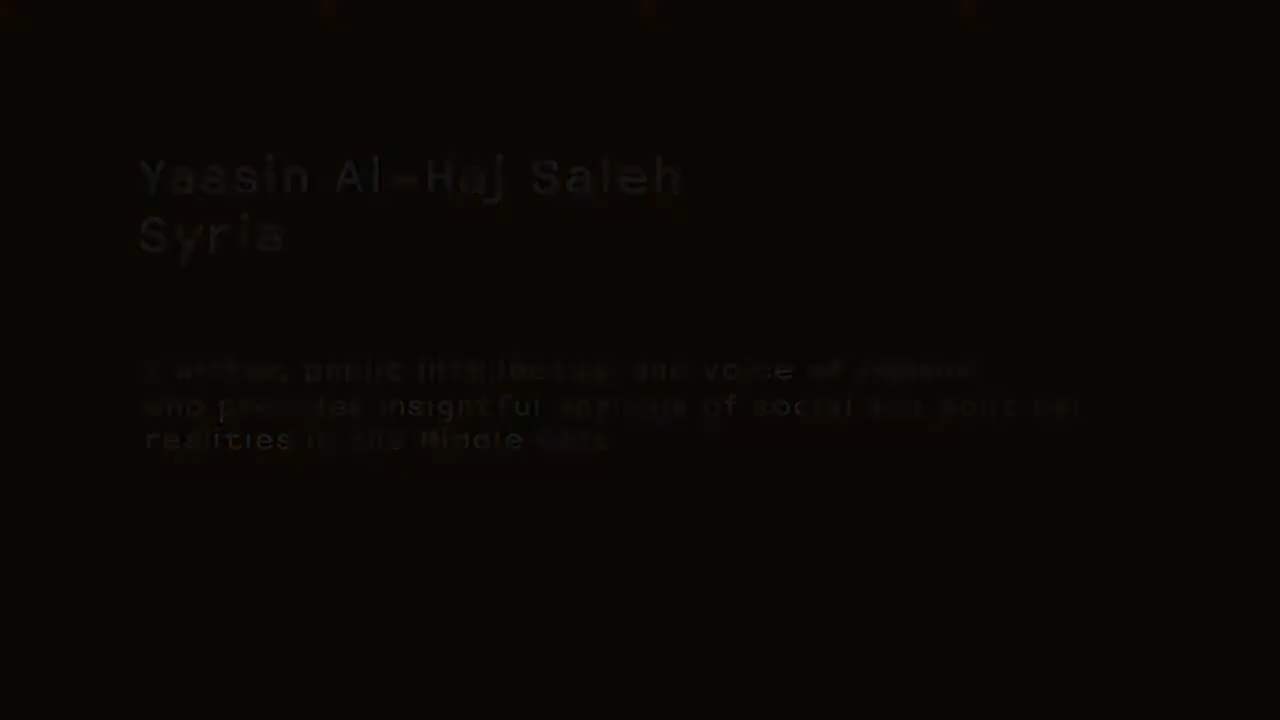 Yassin Al-Haj Saleh
Syria
A writer, public intellectual and voice of reason
who provides insightful analysis of social and political
realities in the Middle East